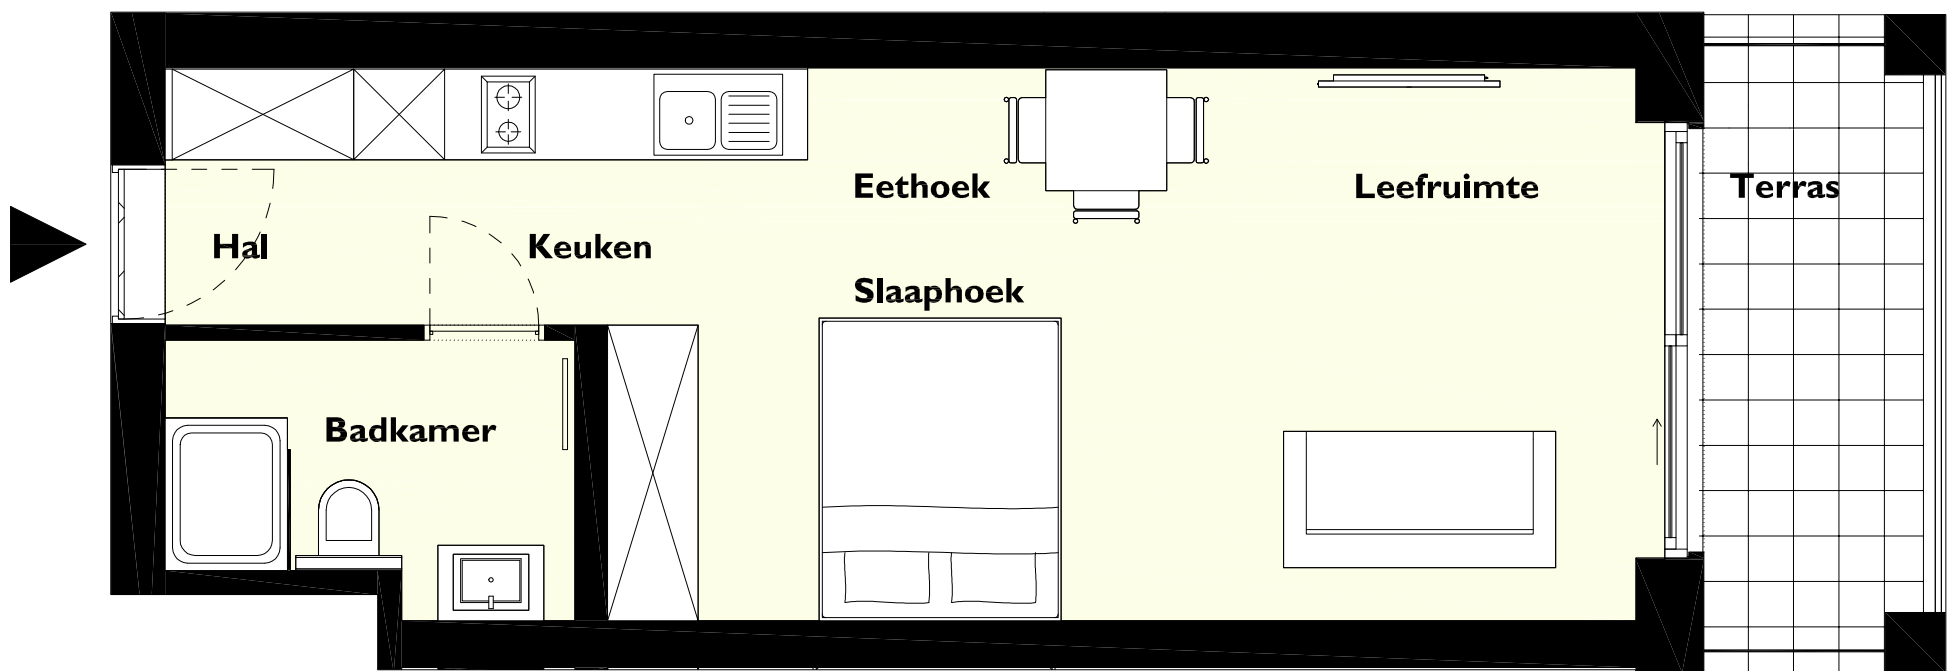 Eethoek
Leefruimte
Terras
Hal
Keuken
Slaaphoek
Badkamer